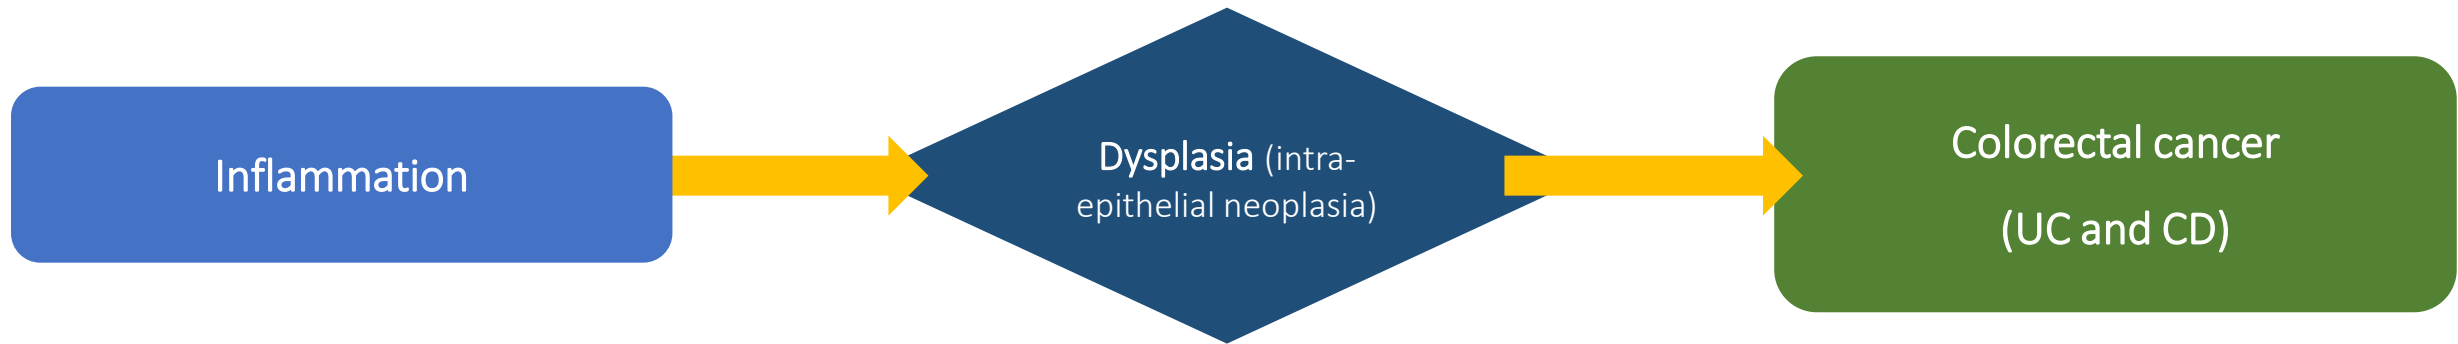 Inflammation
Dysplasia (intra-
epithelial neoplasia)
Colorectal cancer
(UC and CD)